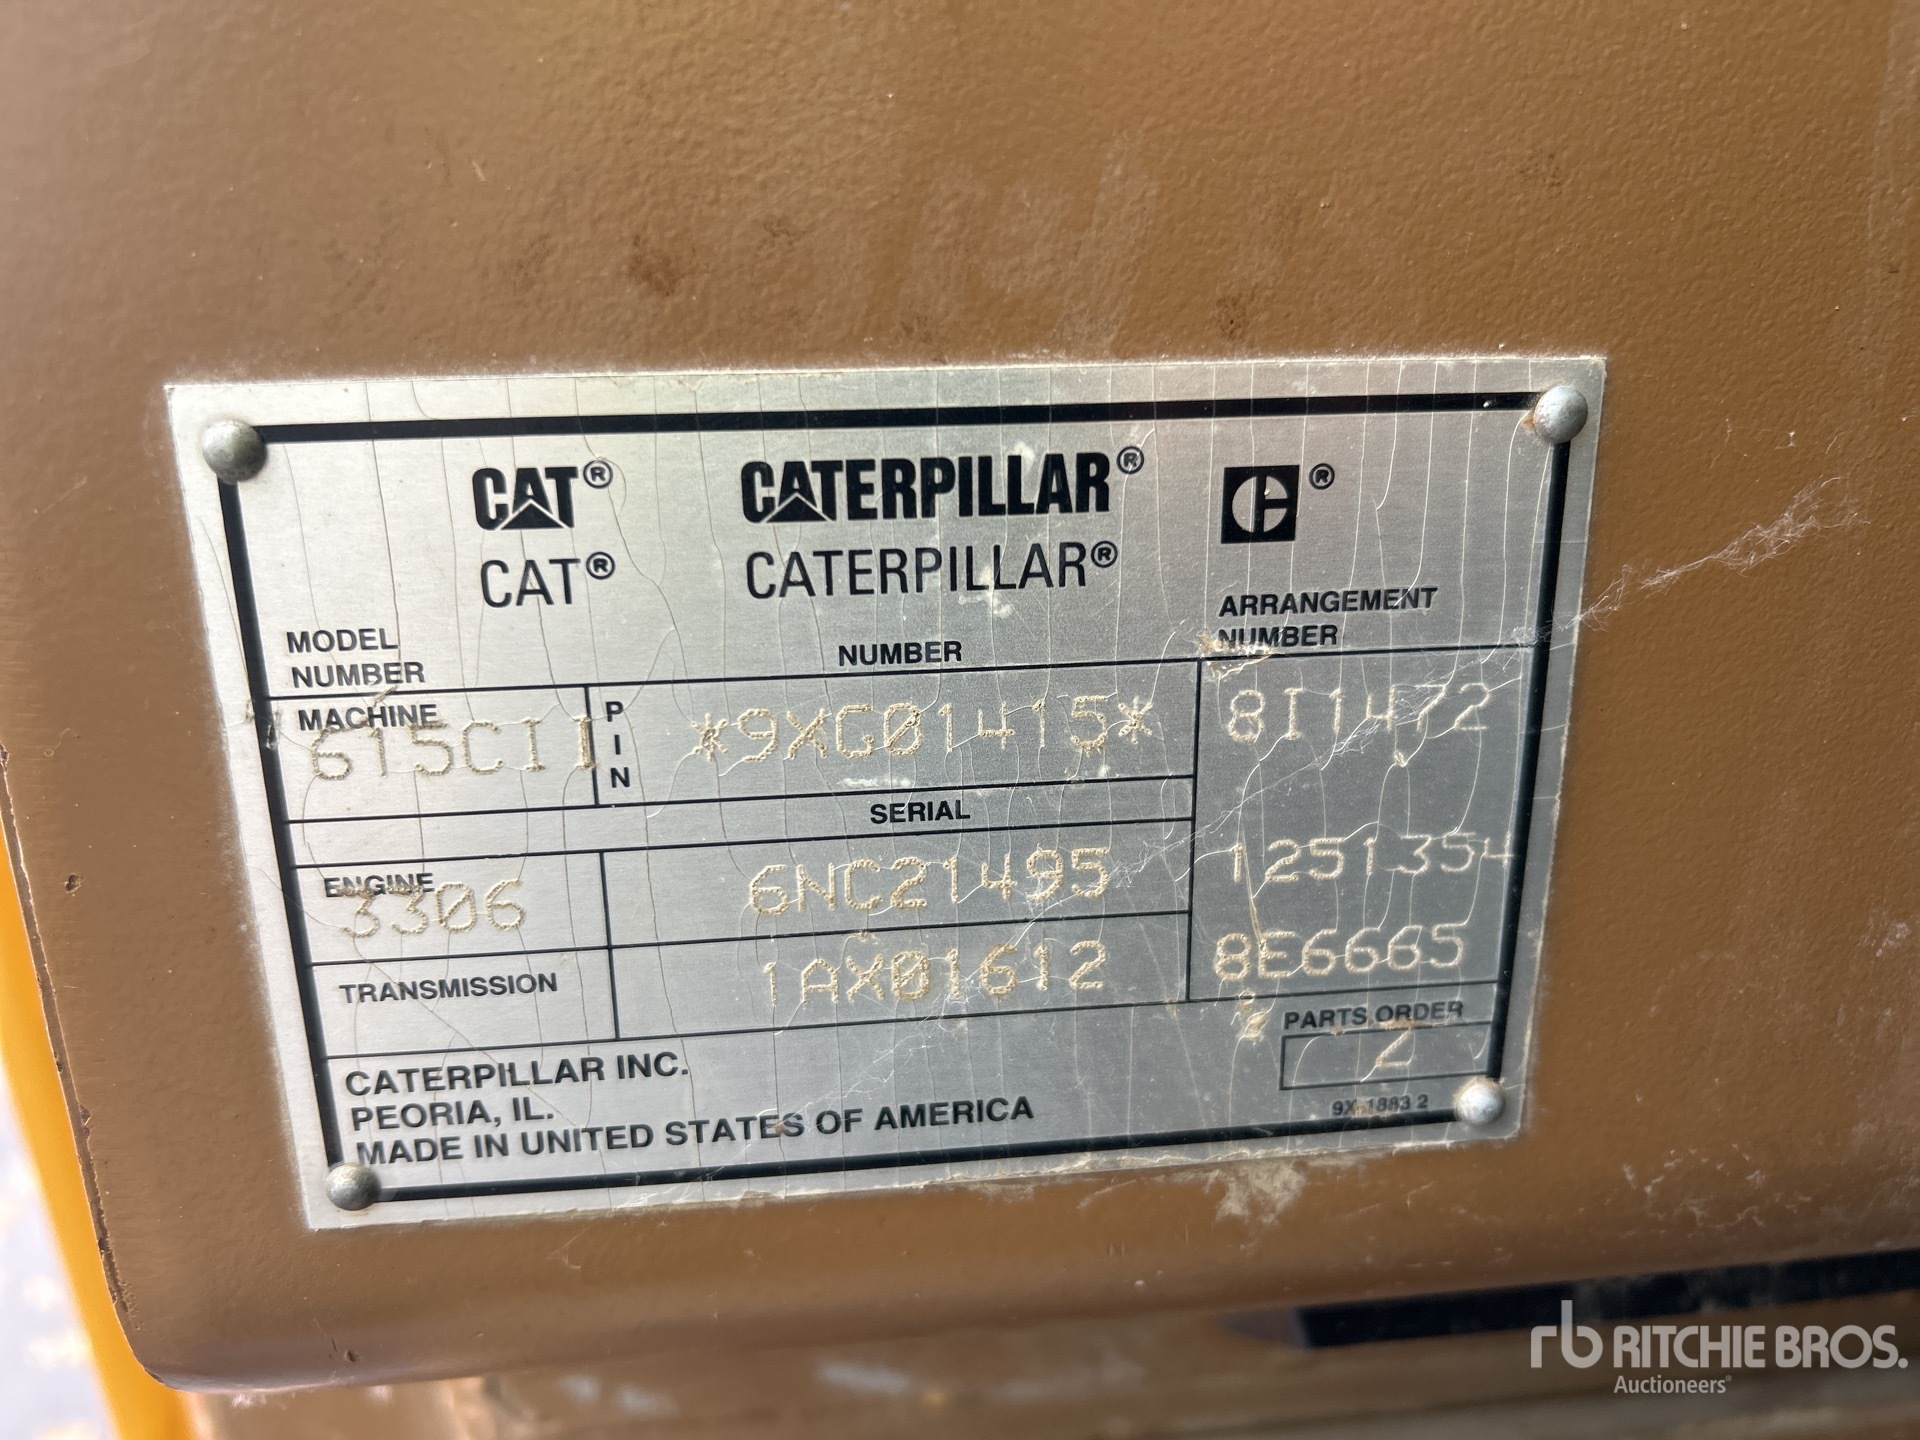 CAT® CATERPILLAR® C®
CAT® CATERPILLAR®
MODEL NUMBER NUMBER ARRANGEMENT NUMBER
MACHINE 615CII PIN *9XG01415* 8I1472
SERIAL
ENGINE 3306 6NC21495 1251354
TRANSMISSION 1AX01612 8E6665
PARTS ORDER
2
CATERPILLAR INC.
PEORIA, IL.
MADE IN UNITED STATES OF AMERICA
9X-1883 2
rb RITCHIE BROS.
Auctioneers®